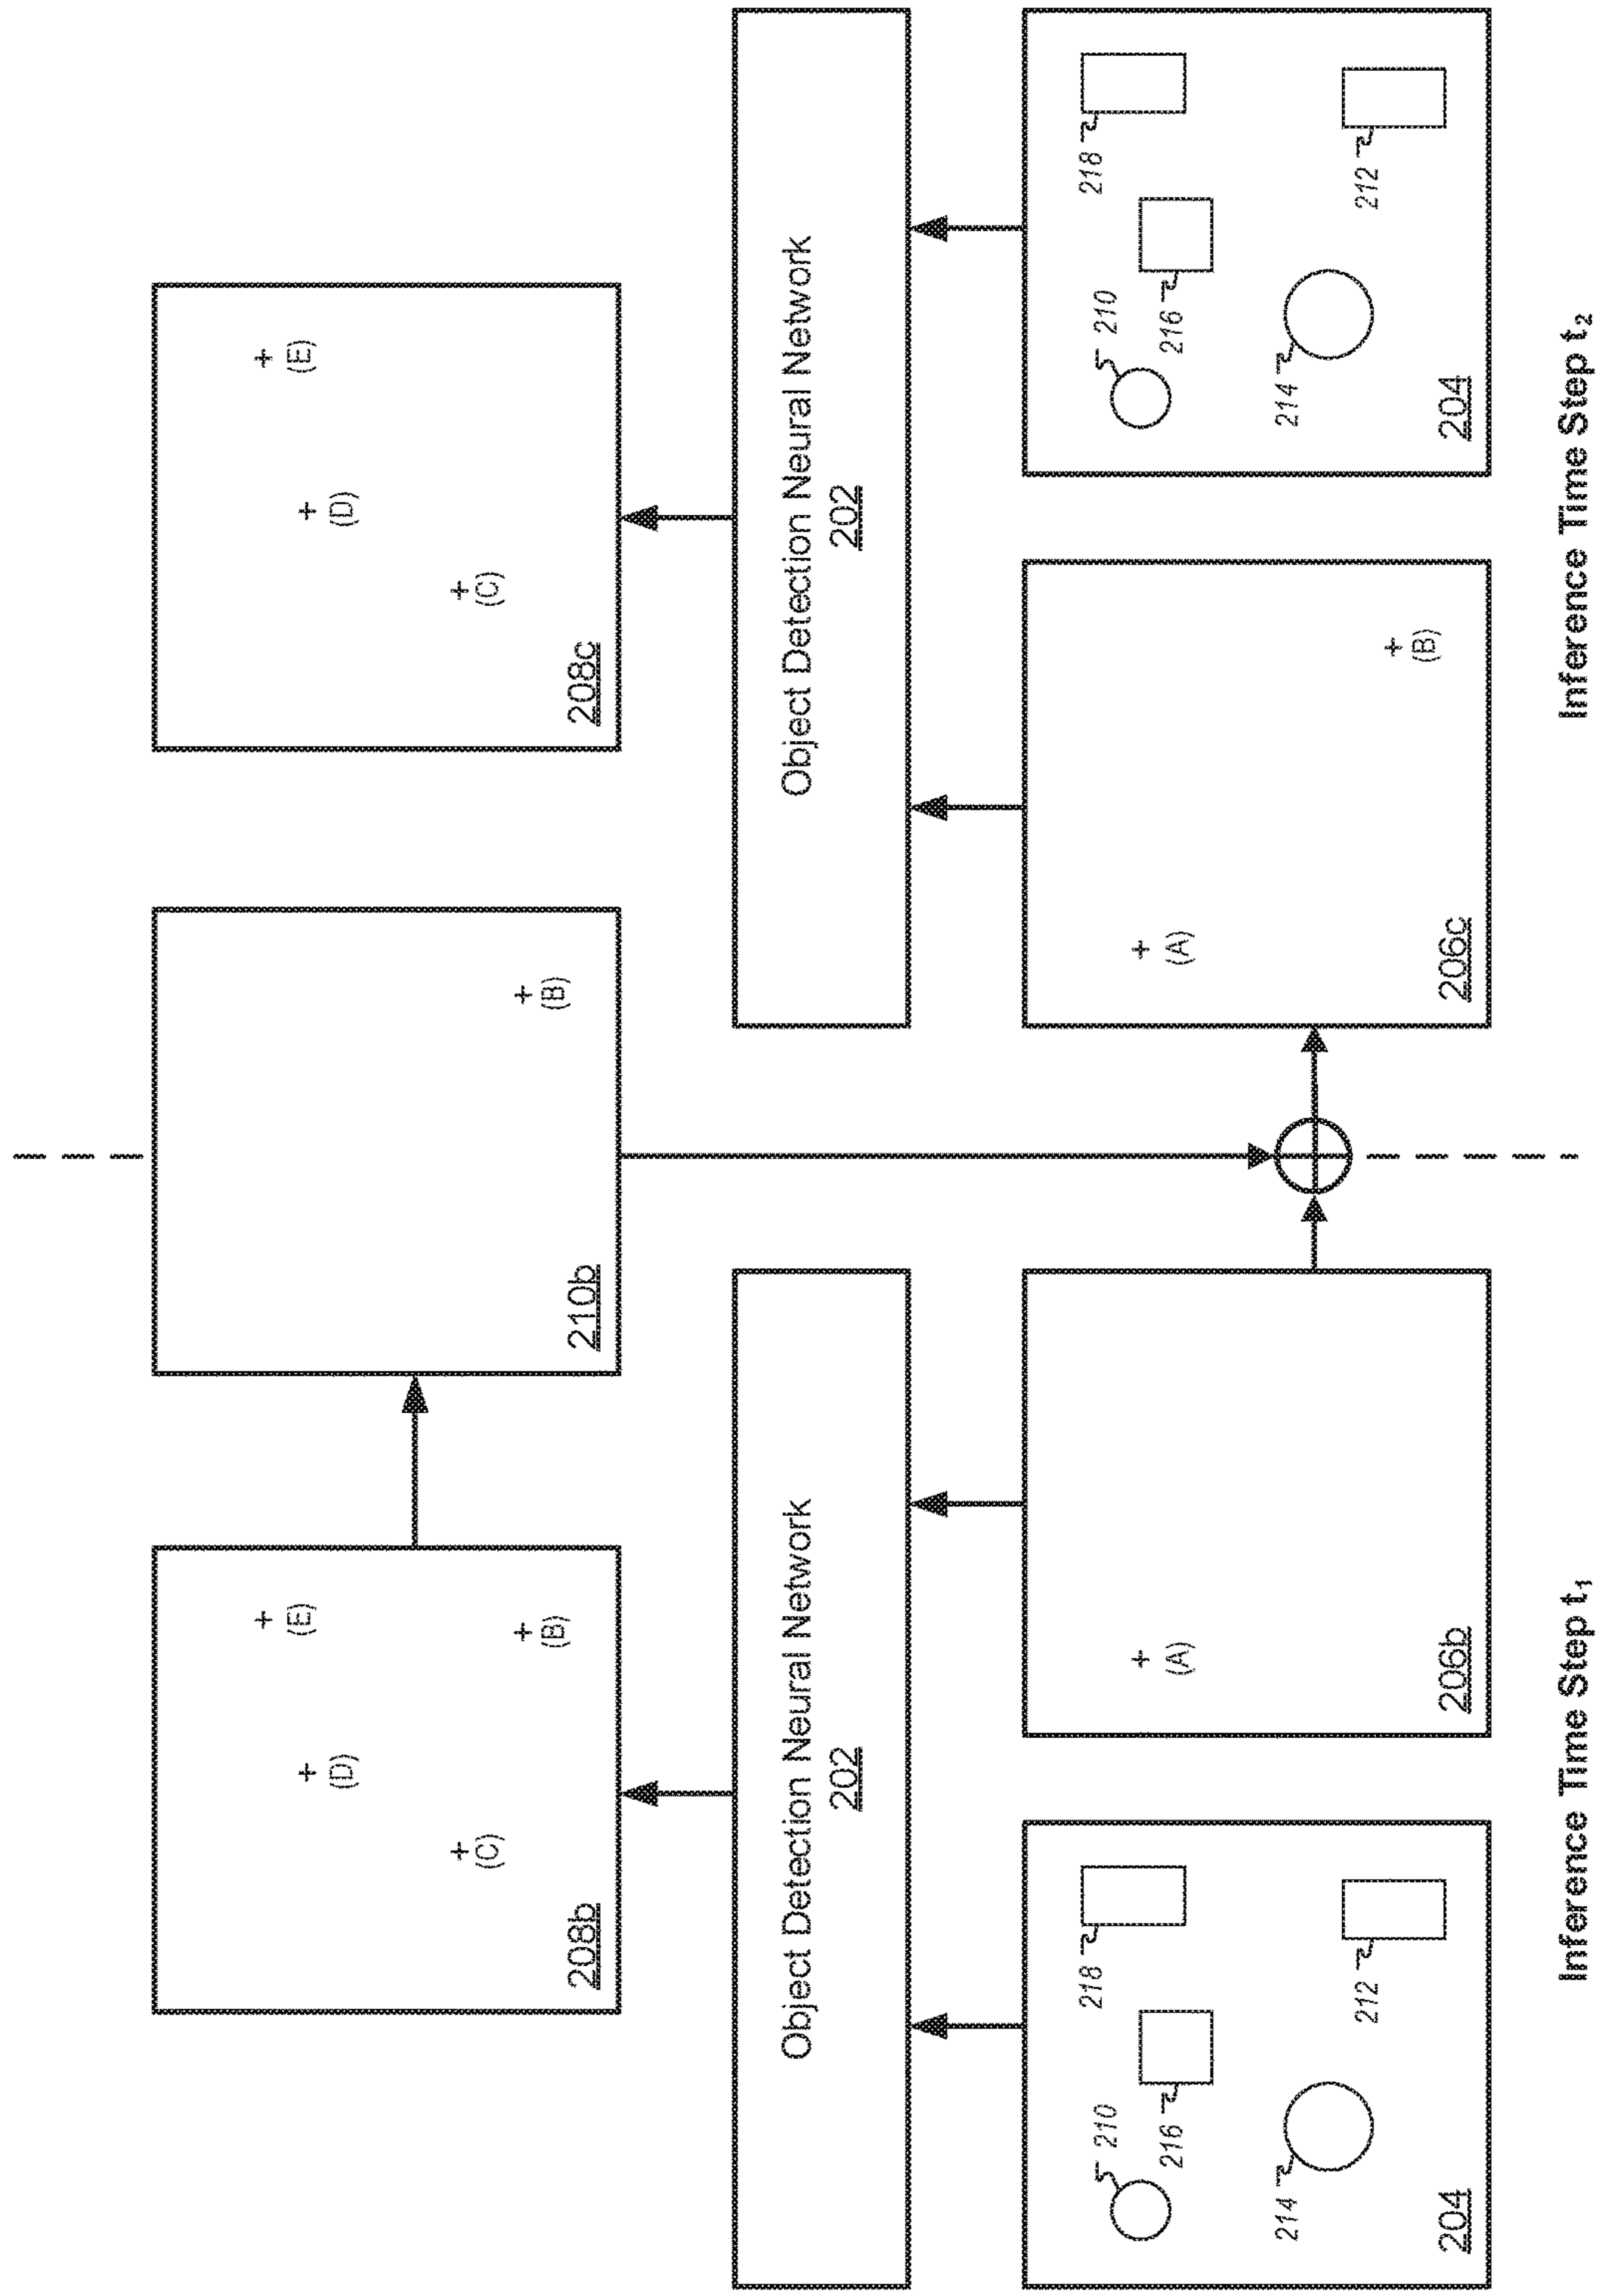 (E)
(D)
(B)
(C)
208b
(B)
210b
(E)
(D)
(C)
208c
Object Detection Neural Network
202
Object Detection Neural Network
202
218
210
216
212
214
204
(A)
206b
(A)
(B)
206c
218
210
216
212
214
204
Inference Time Step t₁
Inference Time Step t₂